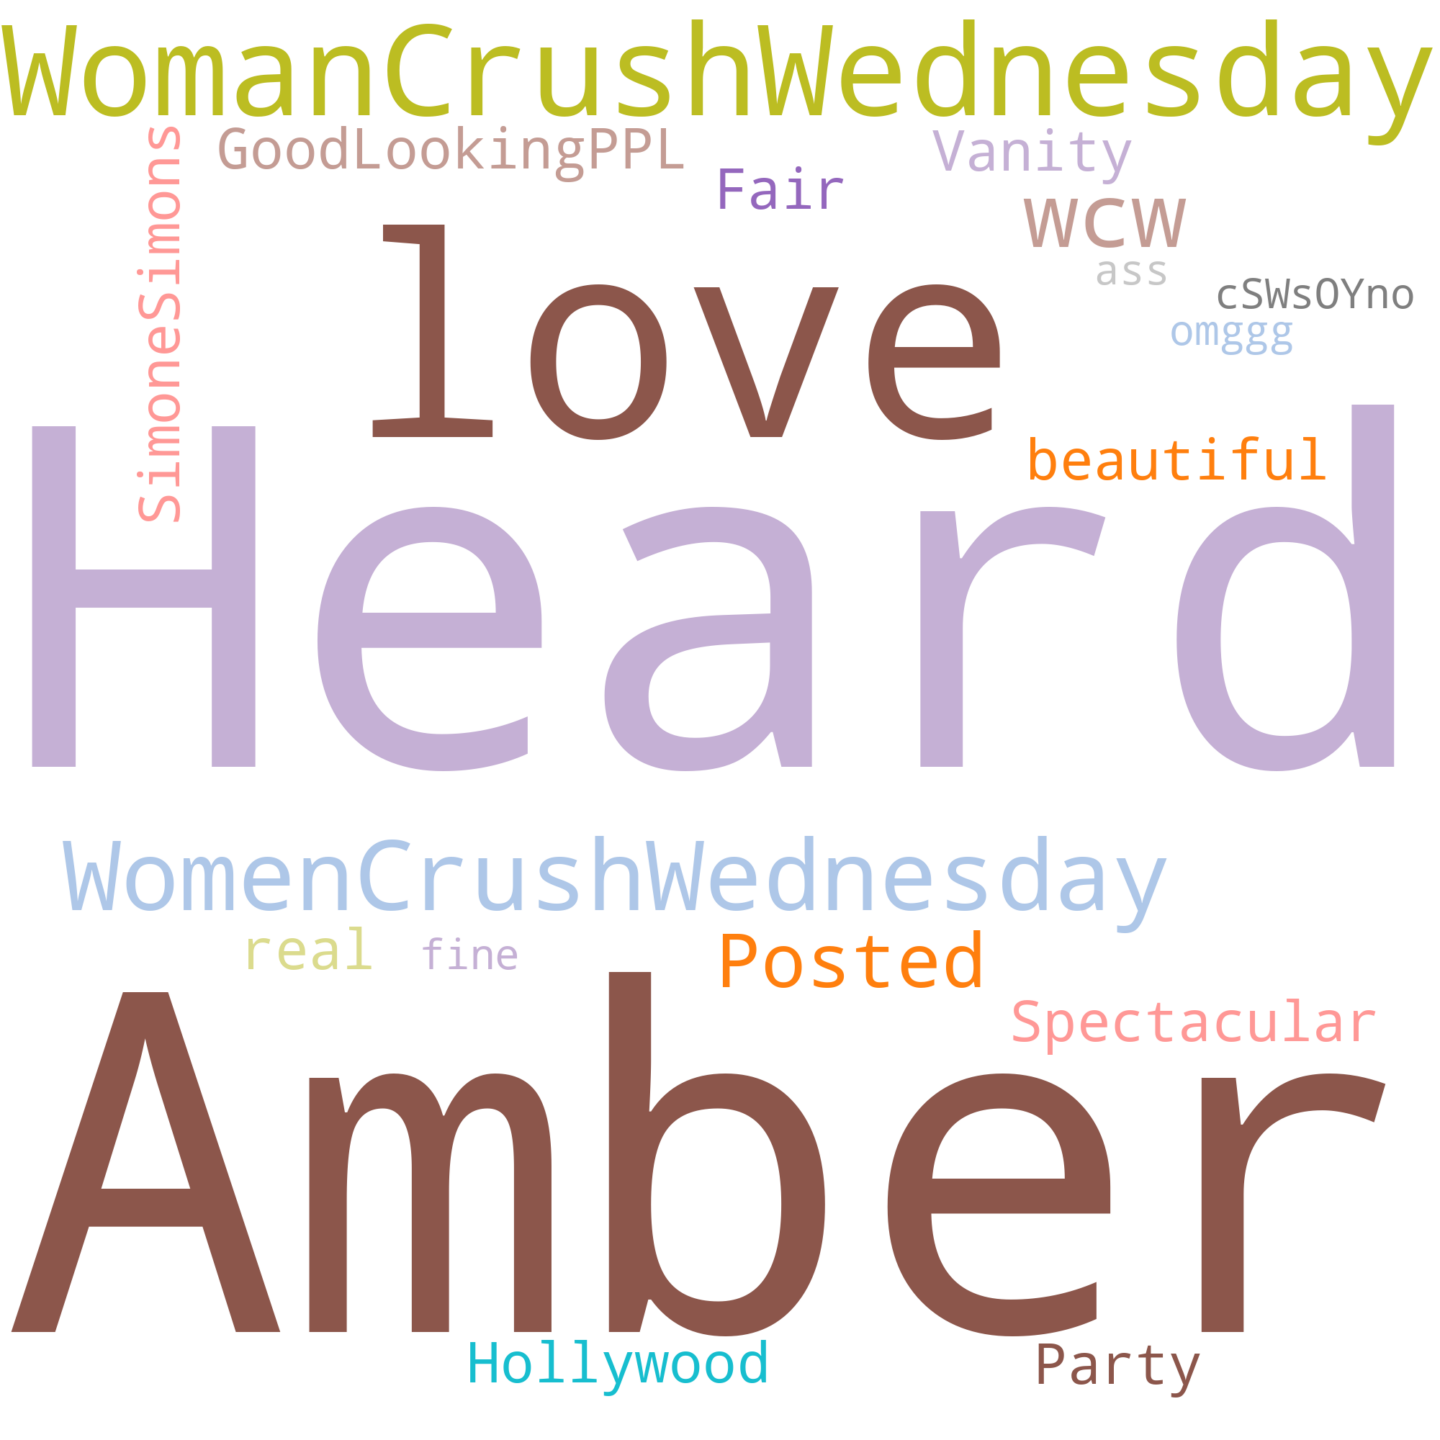 WomanCrushWednesday
GoodLookingPPL
Vanity
Fair
SimoneSimons
wcw
ass
cSWsOYno
omggg
love
beautiful
Heard
WomenCrushWednesday
real
fine
Posted
Spectacular
Amber
Hollywood
Party